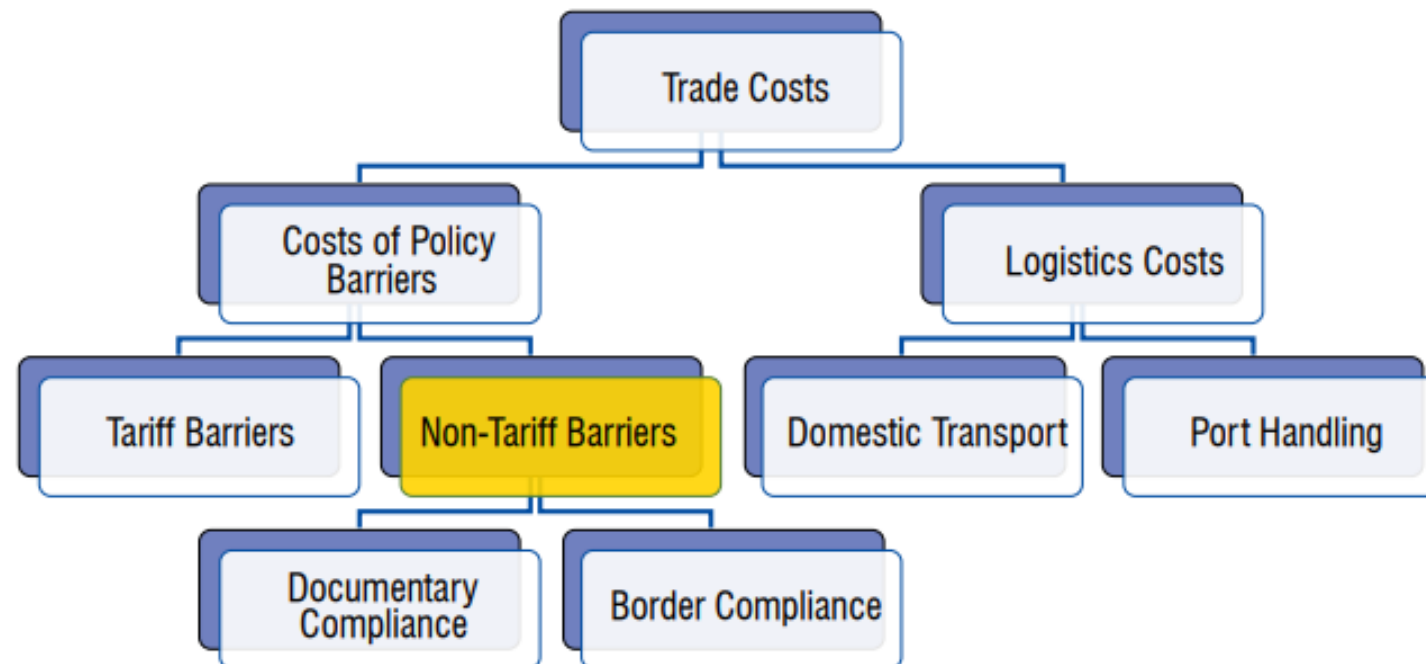 Trade Costs
Costs of Policy
Barriers
Logistics Costs
Tariff Barriers
Non-Tariff Barriers
Domestic Transport
Port Handling
Documentary
Compliance
Border Compliance